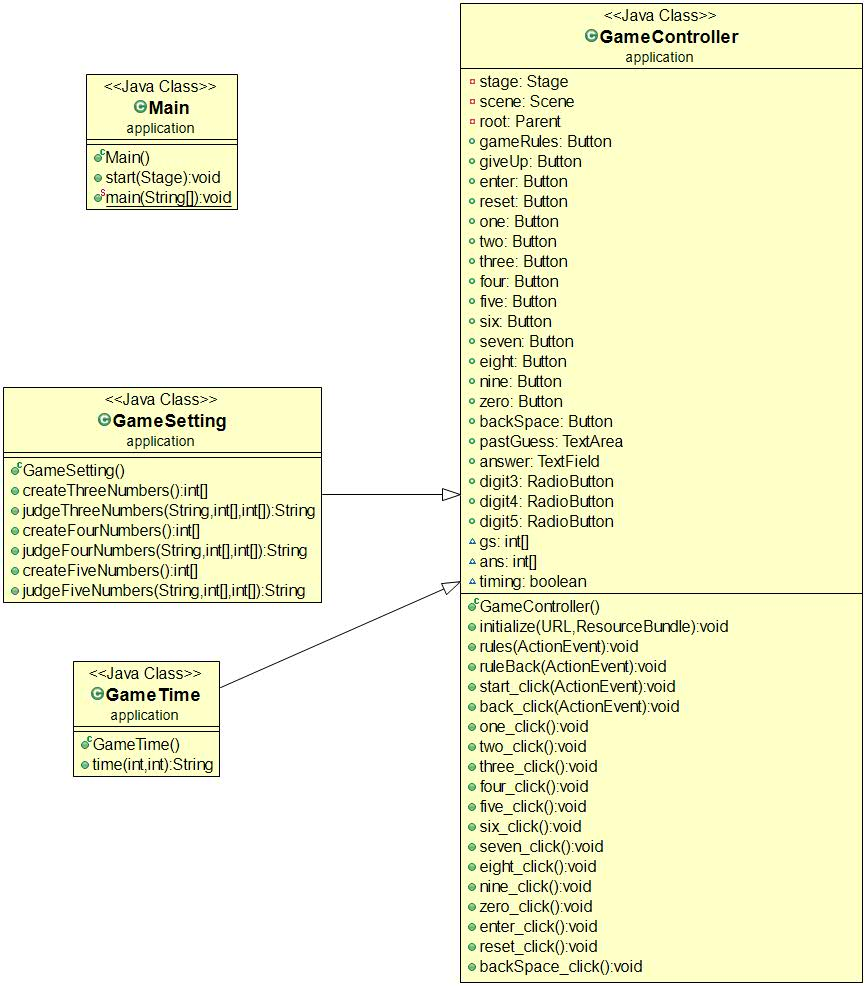 <<Java Class>>
Main
application
Main()
start(Stage):void
main(String[]):void
<<Java Class>>
GameSetting
application
GameSetting()
createThreeNumbers():int[]
judgeThreeNumbers(String,int[],int[]):String
createFourNumbers():int[]
judgeFourNumbers(String,int[],int[]):String
createFiveNumbers():int[]
judgeFiveNumbers(String,int[],int[]):String
<<Java Class>>
GameTime
application
GameTime()
time(int,int):String
<<Java Class>>
GameController
application
stage: Stage
scene: Scene
root: Parent
gameRules: Button
giveUp: Button
enter: Button
reset: Button
one: Button
two: Button
three: Button
four: Button
five: Button
six: Button
seven: Button
eight: Button
nine: Button
zero: Button
backSpace: Button
pastGuess: TextArea
answer: TextField
digit3: RadioButton
digit4: RadioButton
digit5: RadioButton
gs: int[]
ans: int[]
timing: boolean
GameController()
initialize(URL,ResourceBundle):void
rules(ActionEvent):void
ruleBack(ActionEvent):void
start_click(ActionEvent):void
back_click(ActionEvent):void
one_click():void
two_click():void
three_click():void
four_click():void
five_click():void
six_click():void
seven_click():void
eight_click():void
nine_click():void
zero_click():void
enter_click():void
reset_click():void
backSpace_click():void